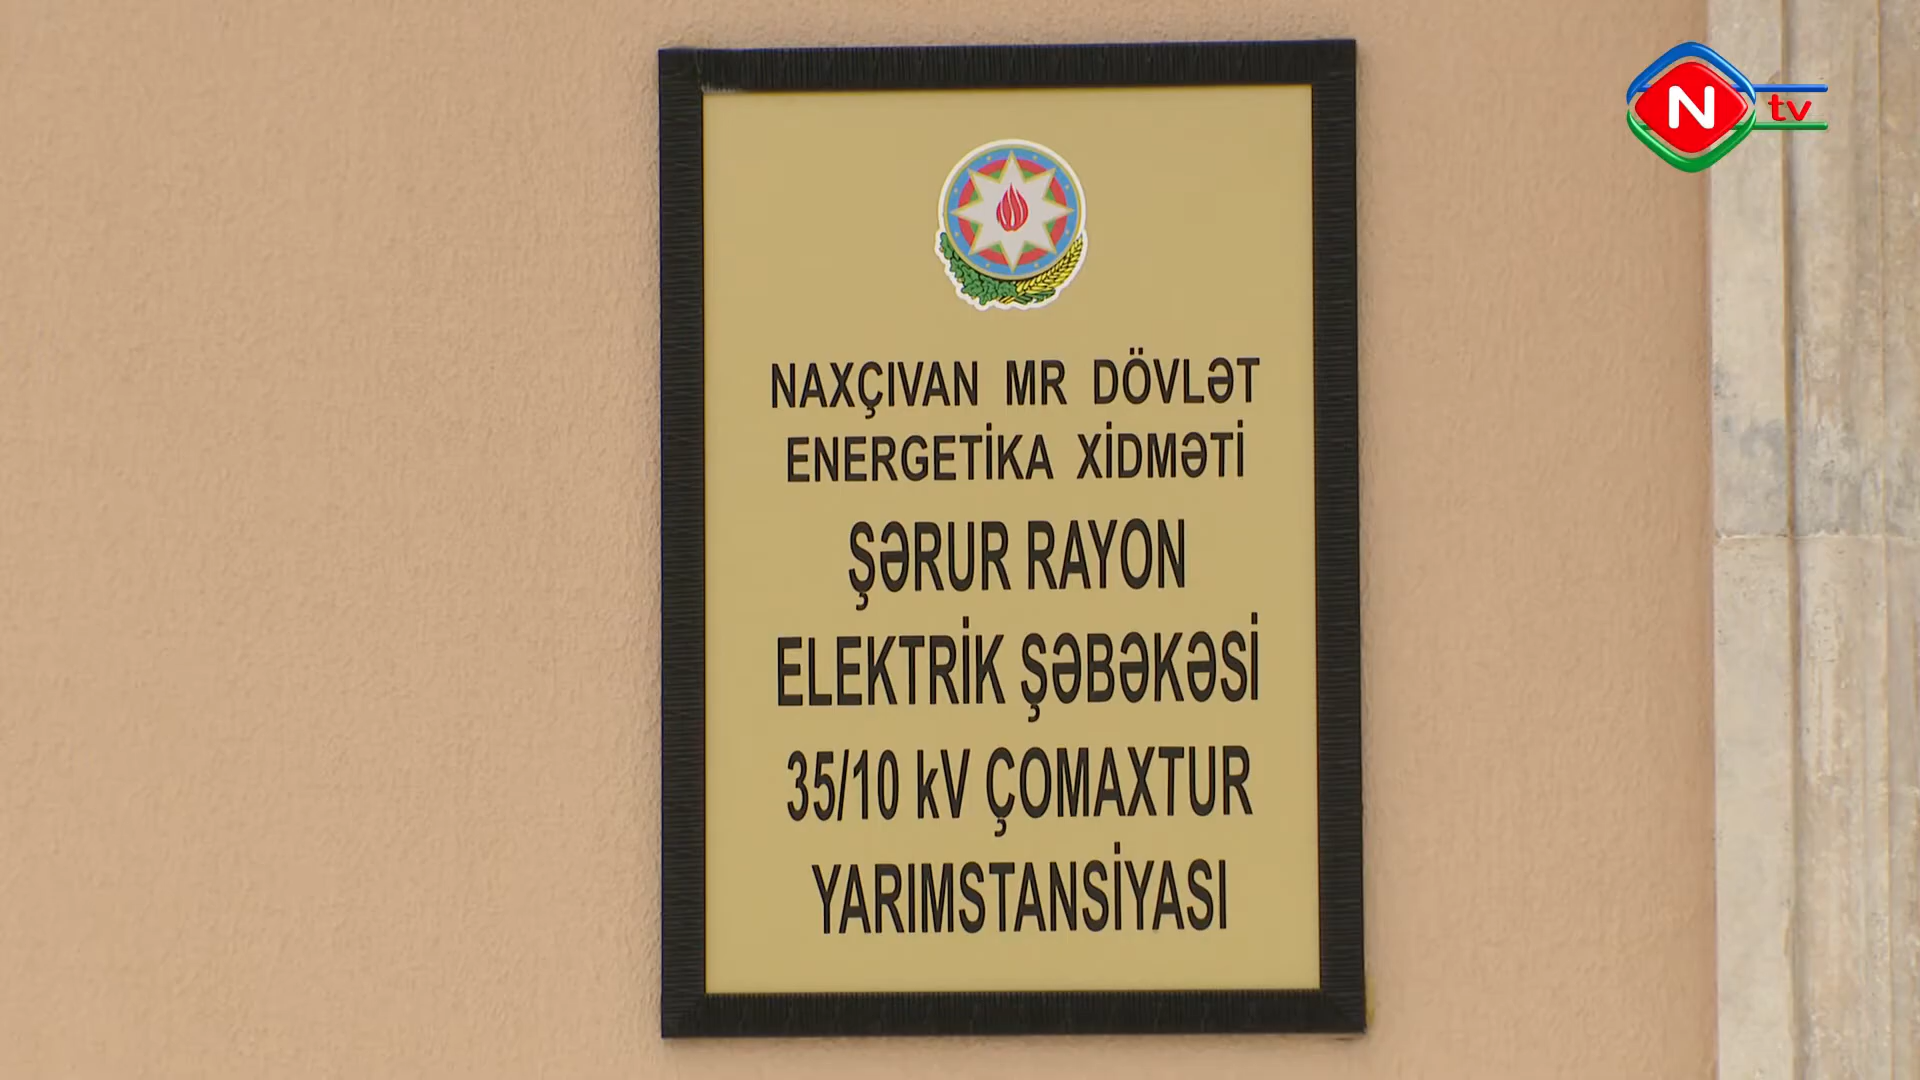 N tv
NAXÇIVAN MR DÖVLƏT
ENERGETİKA XİDMƏTİ
ŞƏRUR RAYON
ELEKTRİK ŞƏBƏKƏSİ
35/10 kV ÇOMAXTUR
YARIMSTANSİYASI